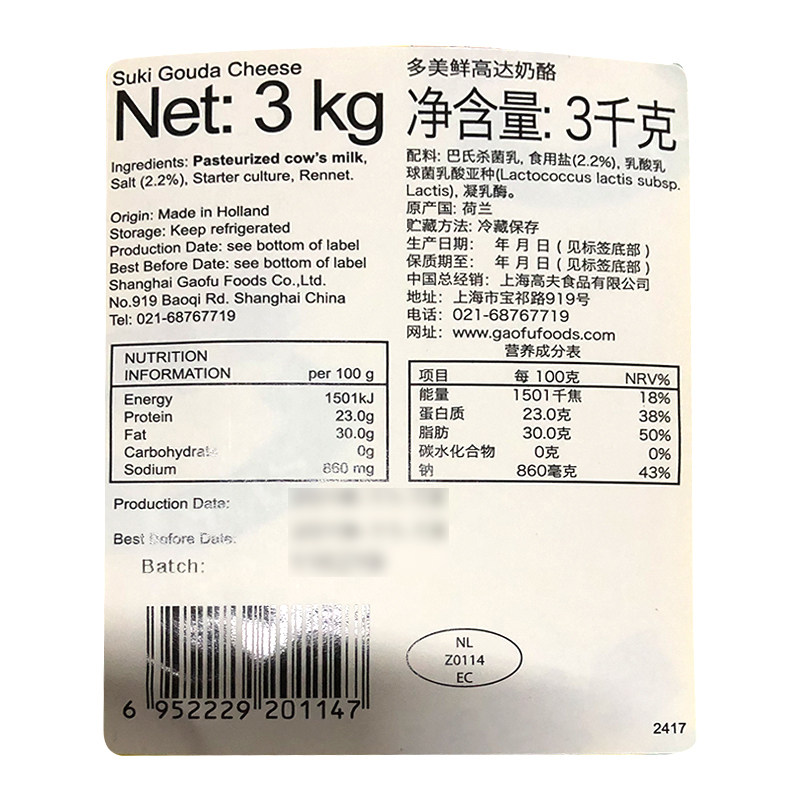 Suki Gouda Cheese
Net: 3 kg
Ingredients: Pasteurized cow's milk,
Salt (2.2%), Starter culture, Rennet.
Origin: Made in Holland
Storage: Keep refrigerated
Production Date: see bottom of label
Best Before Date: see bottom of label
Shanghai Gaofu Foods Co.,Ltd.
No.919 Baoqi Rd. Shanghai China
Tel: 021-68767719
NUTRITION
INFORMATION per 100 g
Energy 1501kJ
Protein 23.0g
Fat 30.0g
Carbohydrate 0g
Sodium 860 mg
多美鲜高达奶酪
净含量: 3千克
配料: 巴氏杀菌乳, 食用盐(2.2%), 乳酸乳
球菌乳酸亚种(Lactococcus lactis subsp.
Lactis), 凝乳酶。
原产国: 荷兰
贮藏方法: 冷藏保存
生产日期: 年 月 日 ( 见标签底部 )
保质期至: 年 月 日 ( 见标签底部 )
中国总经销: 上海高夫食品有限公司
地址: 上海市宝祁路919号
电话: 021-68767719
网址: www.gaofufoods.com
营养成分表
项目 每 100克 NRV%
能量 1501千焦 18%
蛋白质 23.0克 38%
脂肪 30.0克 50%
碳水化合物 0克 0%
钠 860毫克 43%
Production Date:
Best Before Date:
Batch:
6 952229 201147
NL
Z0114
EC
2417